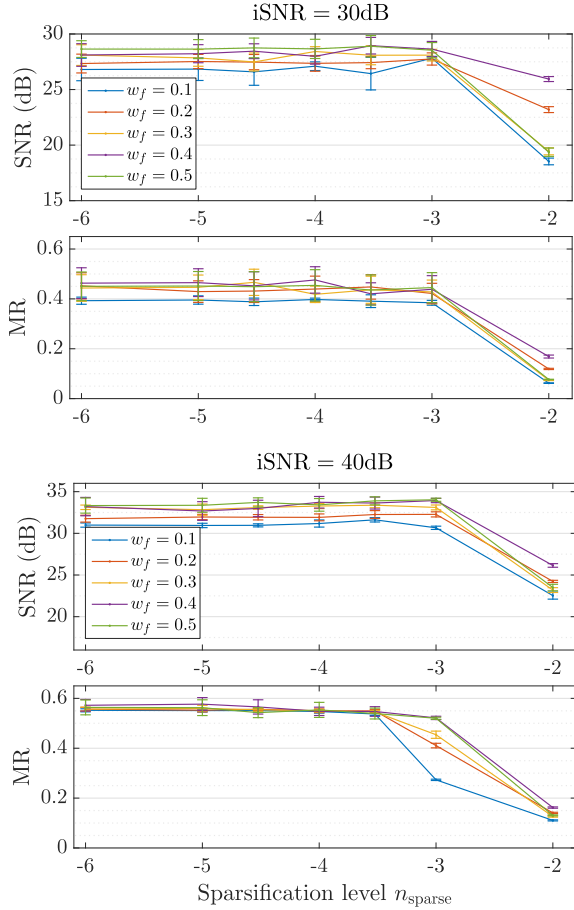 iSNR = 30dB
30
25
20
15
SNR (dB)
w_f = 0.1
w_f = 0.2
w_f = 0.3
w_f = 0.4
w_f = 0.5
-6 -5 -4 -3 -2
0.6
0.4
0.2
0
MR
-6 -5 -4 -3 -2
iSNR = 40dB
35
30
25
20
SNR (dB)
w_f = 0.1
w_f = 0.2
w_f = 0.3
w_f = 0.4
w_f = 0.5
-6 -5 -4 -3 -2
0.6
0.4
0.2
0
MR
-6 -5 -4 -3 -2
Sparsification level n_sparse